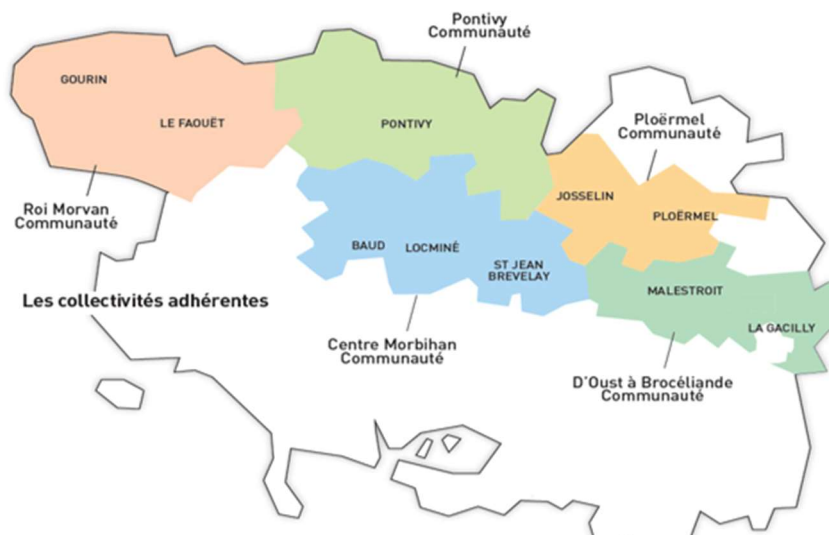 Pontivy
Communauté
GOURIN
LE FAOUËT
PONTIVY
Ploërmel
Communauté
JOSSELIN
PLOËRMEL
Roi Morvan
Communauté
BAUD
LOCMINÉ
ST JEAN
BREVELAY
MALESTROIT
LA GACILLY
Les collectivités adhérentes
Centre Morbihan
Communauté
D'Oust à Brocéliande
Communauté